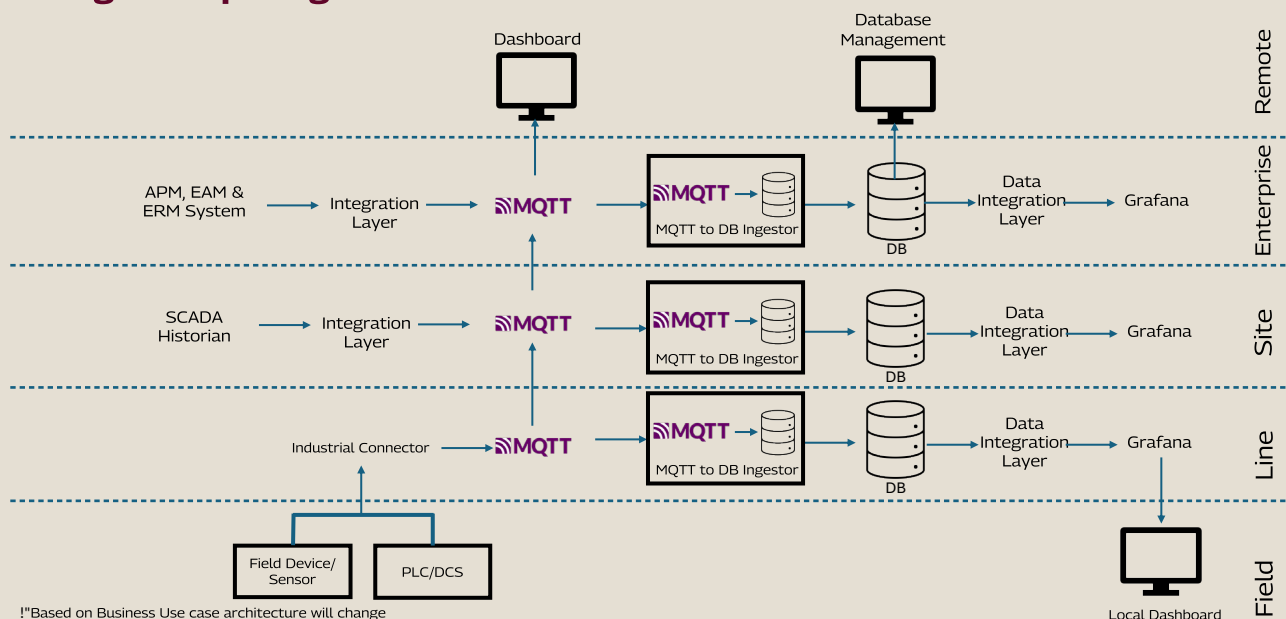 Dashboard
Database
Management
Remote
APM, EAM &
ERM System
Integration
Layer
MQTT
MQTT
MQTT to DB Ingestor
DB
Data
Integration
Layer
Grafana
Enterprise
SCADA
Historian
Integration
Layer
MQTT
MQTT
MQTT to DB Ingestor
DB
Data
Integration
Layer
Grafana
Site
Industrial Connector
MQTT
MQTT
MQTT to DB Ingestor
DB
Data
Integration
Layer
Grafana
Line
Field Device/
Sensor
PLC/DCS
Local Dashboard
Field
!"Based on Business Use case architecture will change